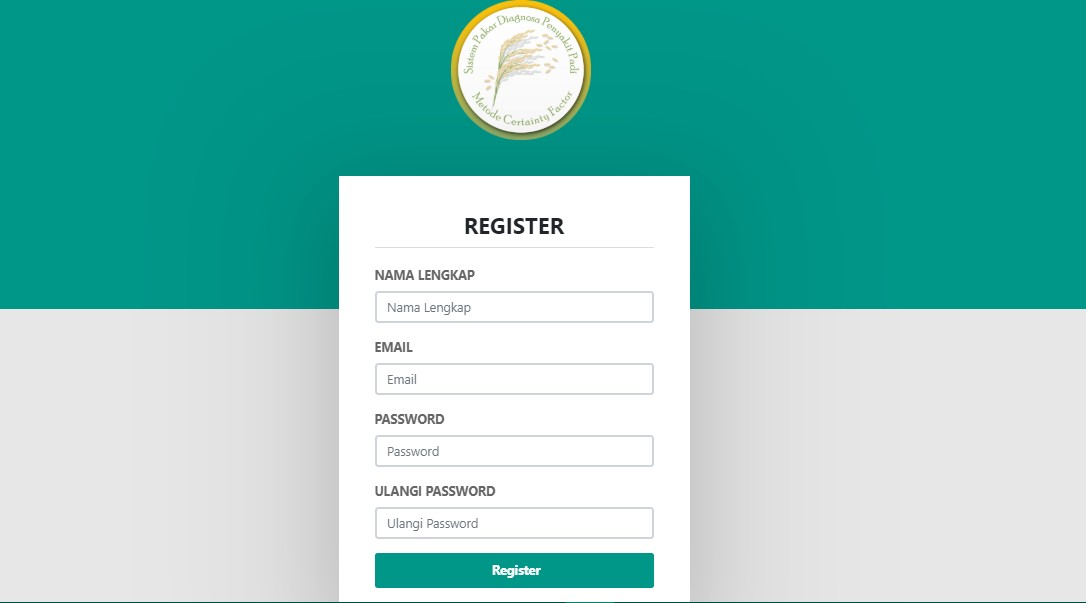 Sistem Pakar Diagnosa Penyakit Padi
Metode Certainty Factor
REGISTER
NAMA LENGKAP
Nama Lengkap
EMAIL
Email
PASSWORD
Password
ULANGI PASSWORD
Ulangi Password
Register